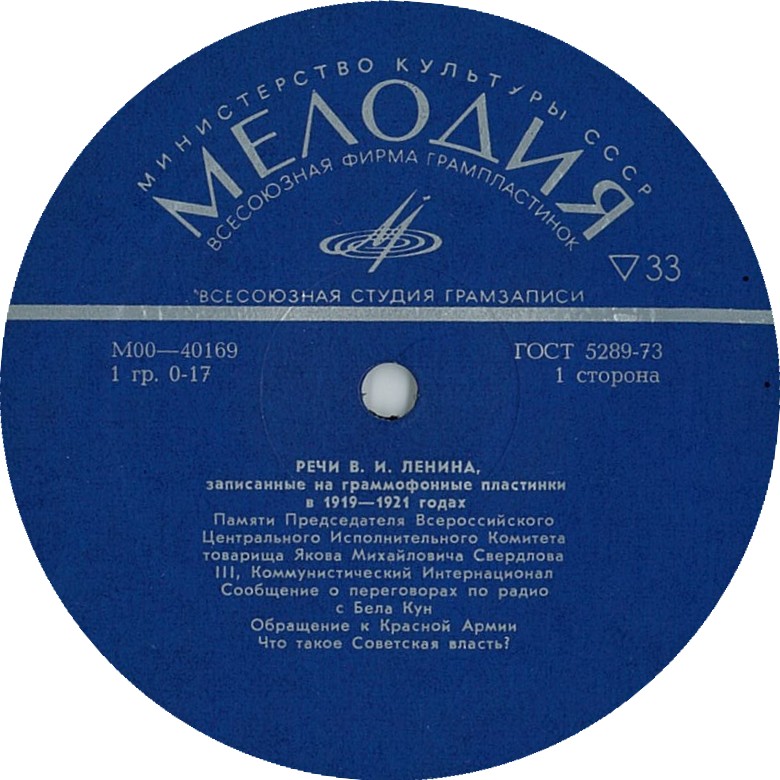 МИНИСТЕРСТВО КУЛЬТУРЫ СССР
МЕЛОДИЯ
ВСЕСОЮЗНАЯ ФИРМА ГРАМПЛАСТИНОК
▽33
ВСЕСОЮЗНАЯ СТУДИЯ ГРАМЗАПИСИ
М00—40169
ГОСТ 5289-73
1 гр. 0-17
1 сторона
РЕЧИ В. И. ЛЕНИНА,
записанные на граммофонные пластинки
в 1919—1921 годах
Памяти Председателя Всероссийского
Центрального Исполнительного Комитета
товарища Якова Михайловича Свердлова
III, Коммунистический Интернационал
Сообщение о переговорах по радио
с Бела Кун
Обращение к Красной Армии
Что такое Советская власть?